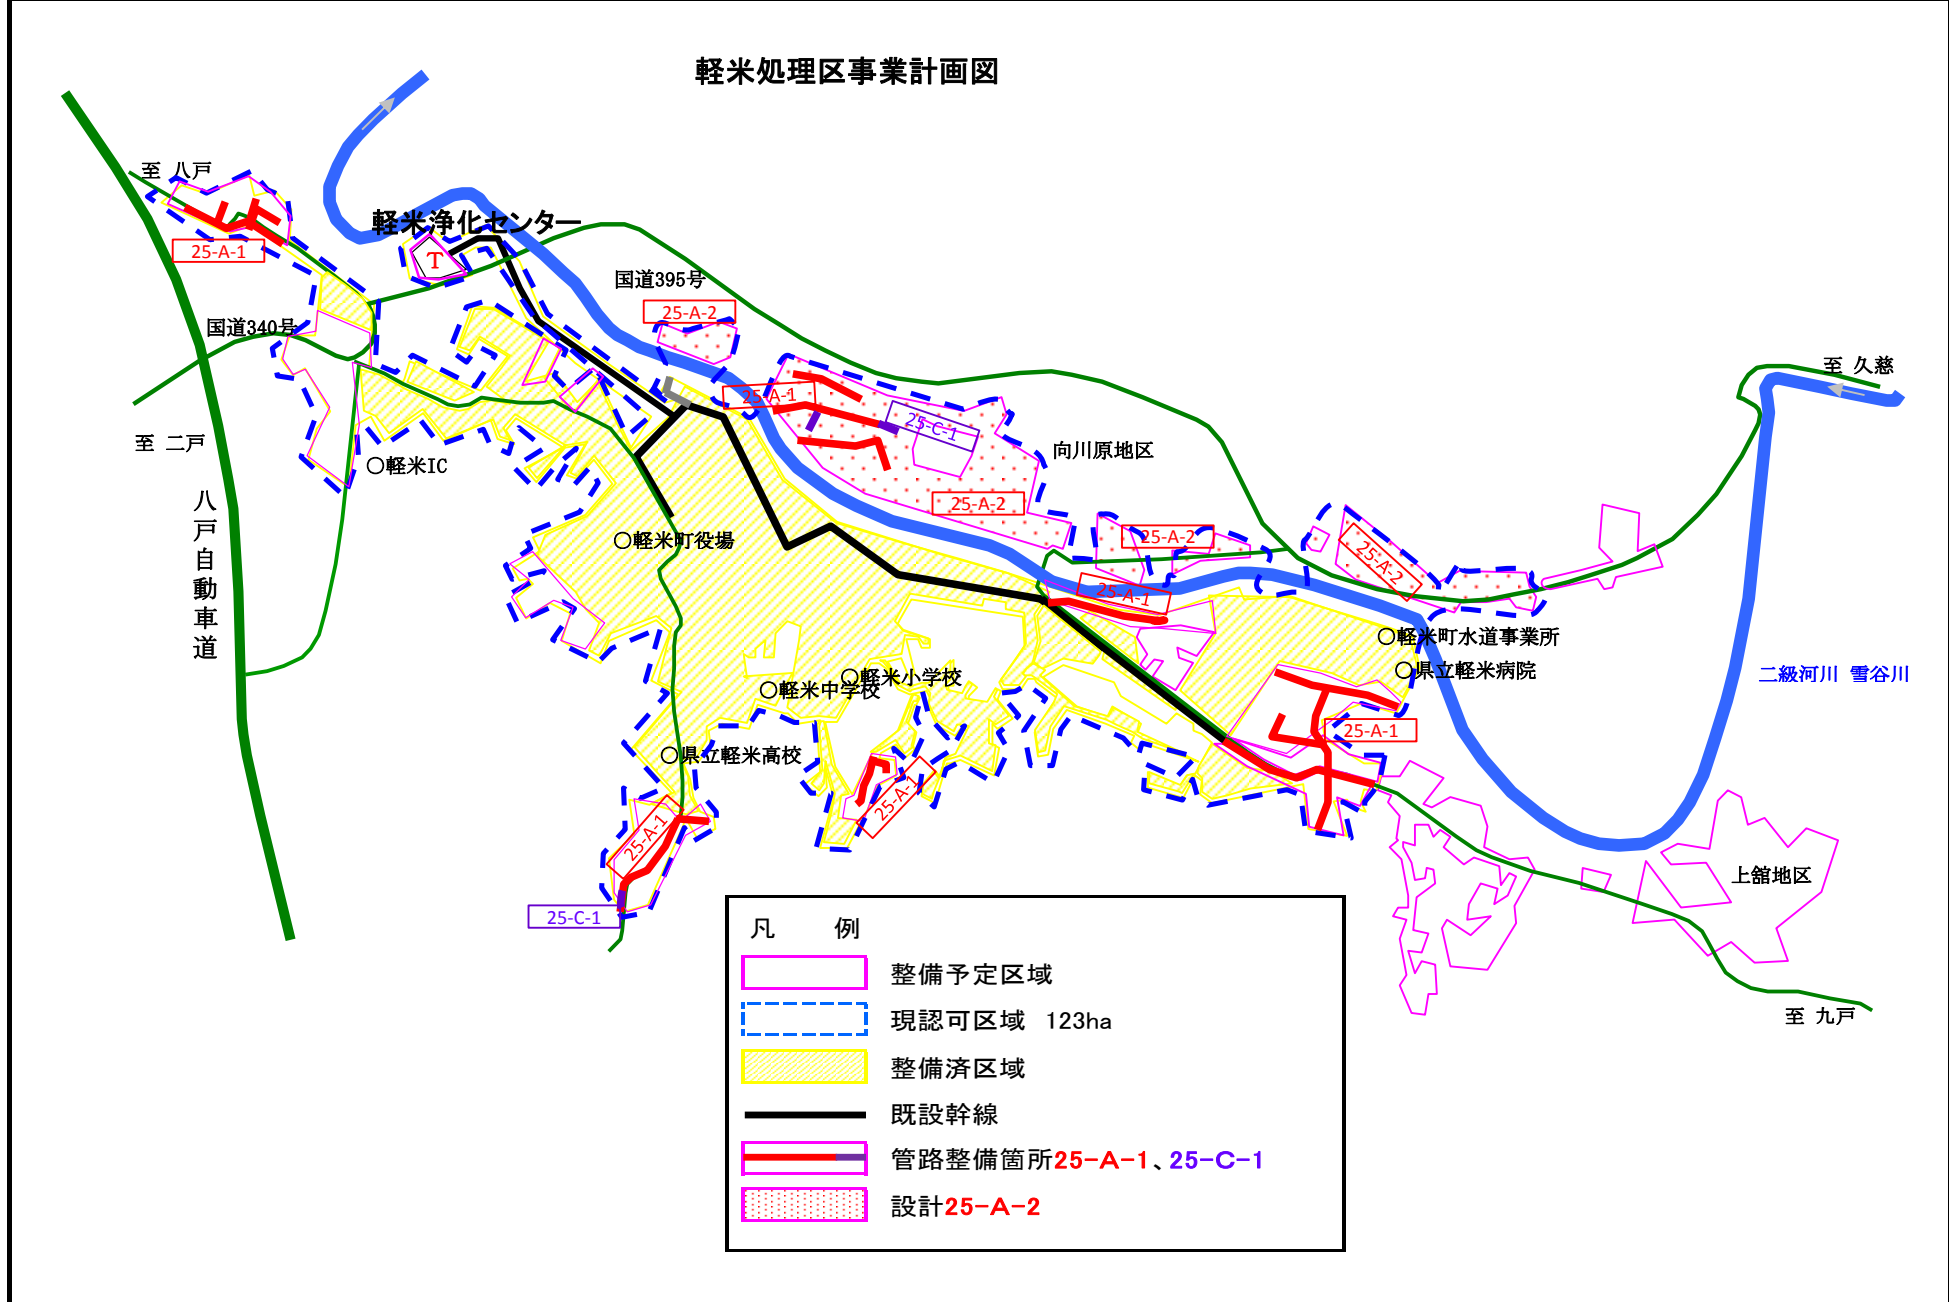 軽米処理区事業計画図
至 八戸
軽米浄化センター
25-A-1
T
国道395号
25-A-2
国道340号
至 久慈
25-A-1
25-C-1
至 二戸
向川原地区
○軽米IC
25-A-2
八戸自動車道
○軽米町役場
25-A-2
25-A-2
25-A-1
○軽米町水道事業所
○県立軽米病院
二級河川 雪谷川
○軽米小学校
○軽米中学校
25-A-1
○県立軽米高校
25-A-1
25-A-1
上舘地区
25-C-1
至 九戸
凡 例
整備予定区域
現認可区域 123ha
整備済区域
既設幹線
管路整備箇所25-A-1、25-C-1
設計25-A-2